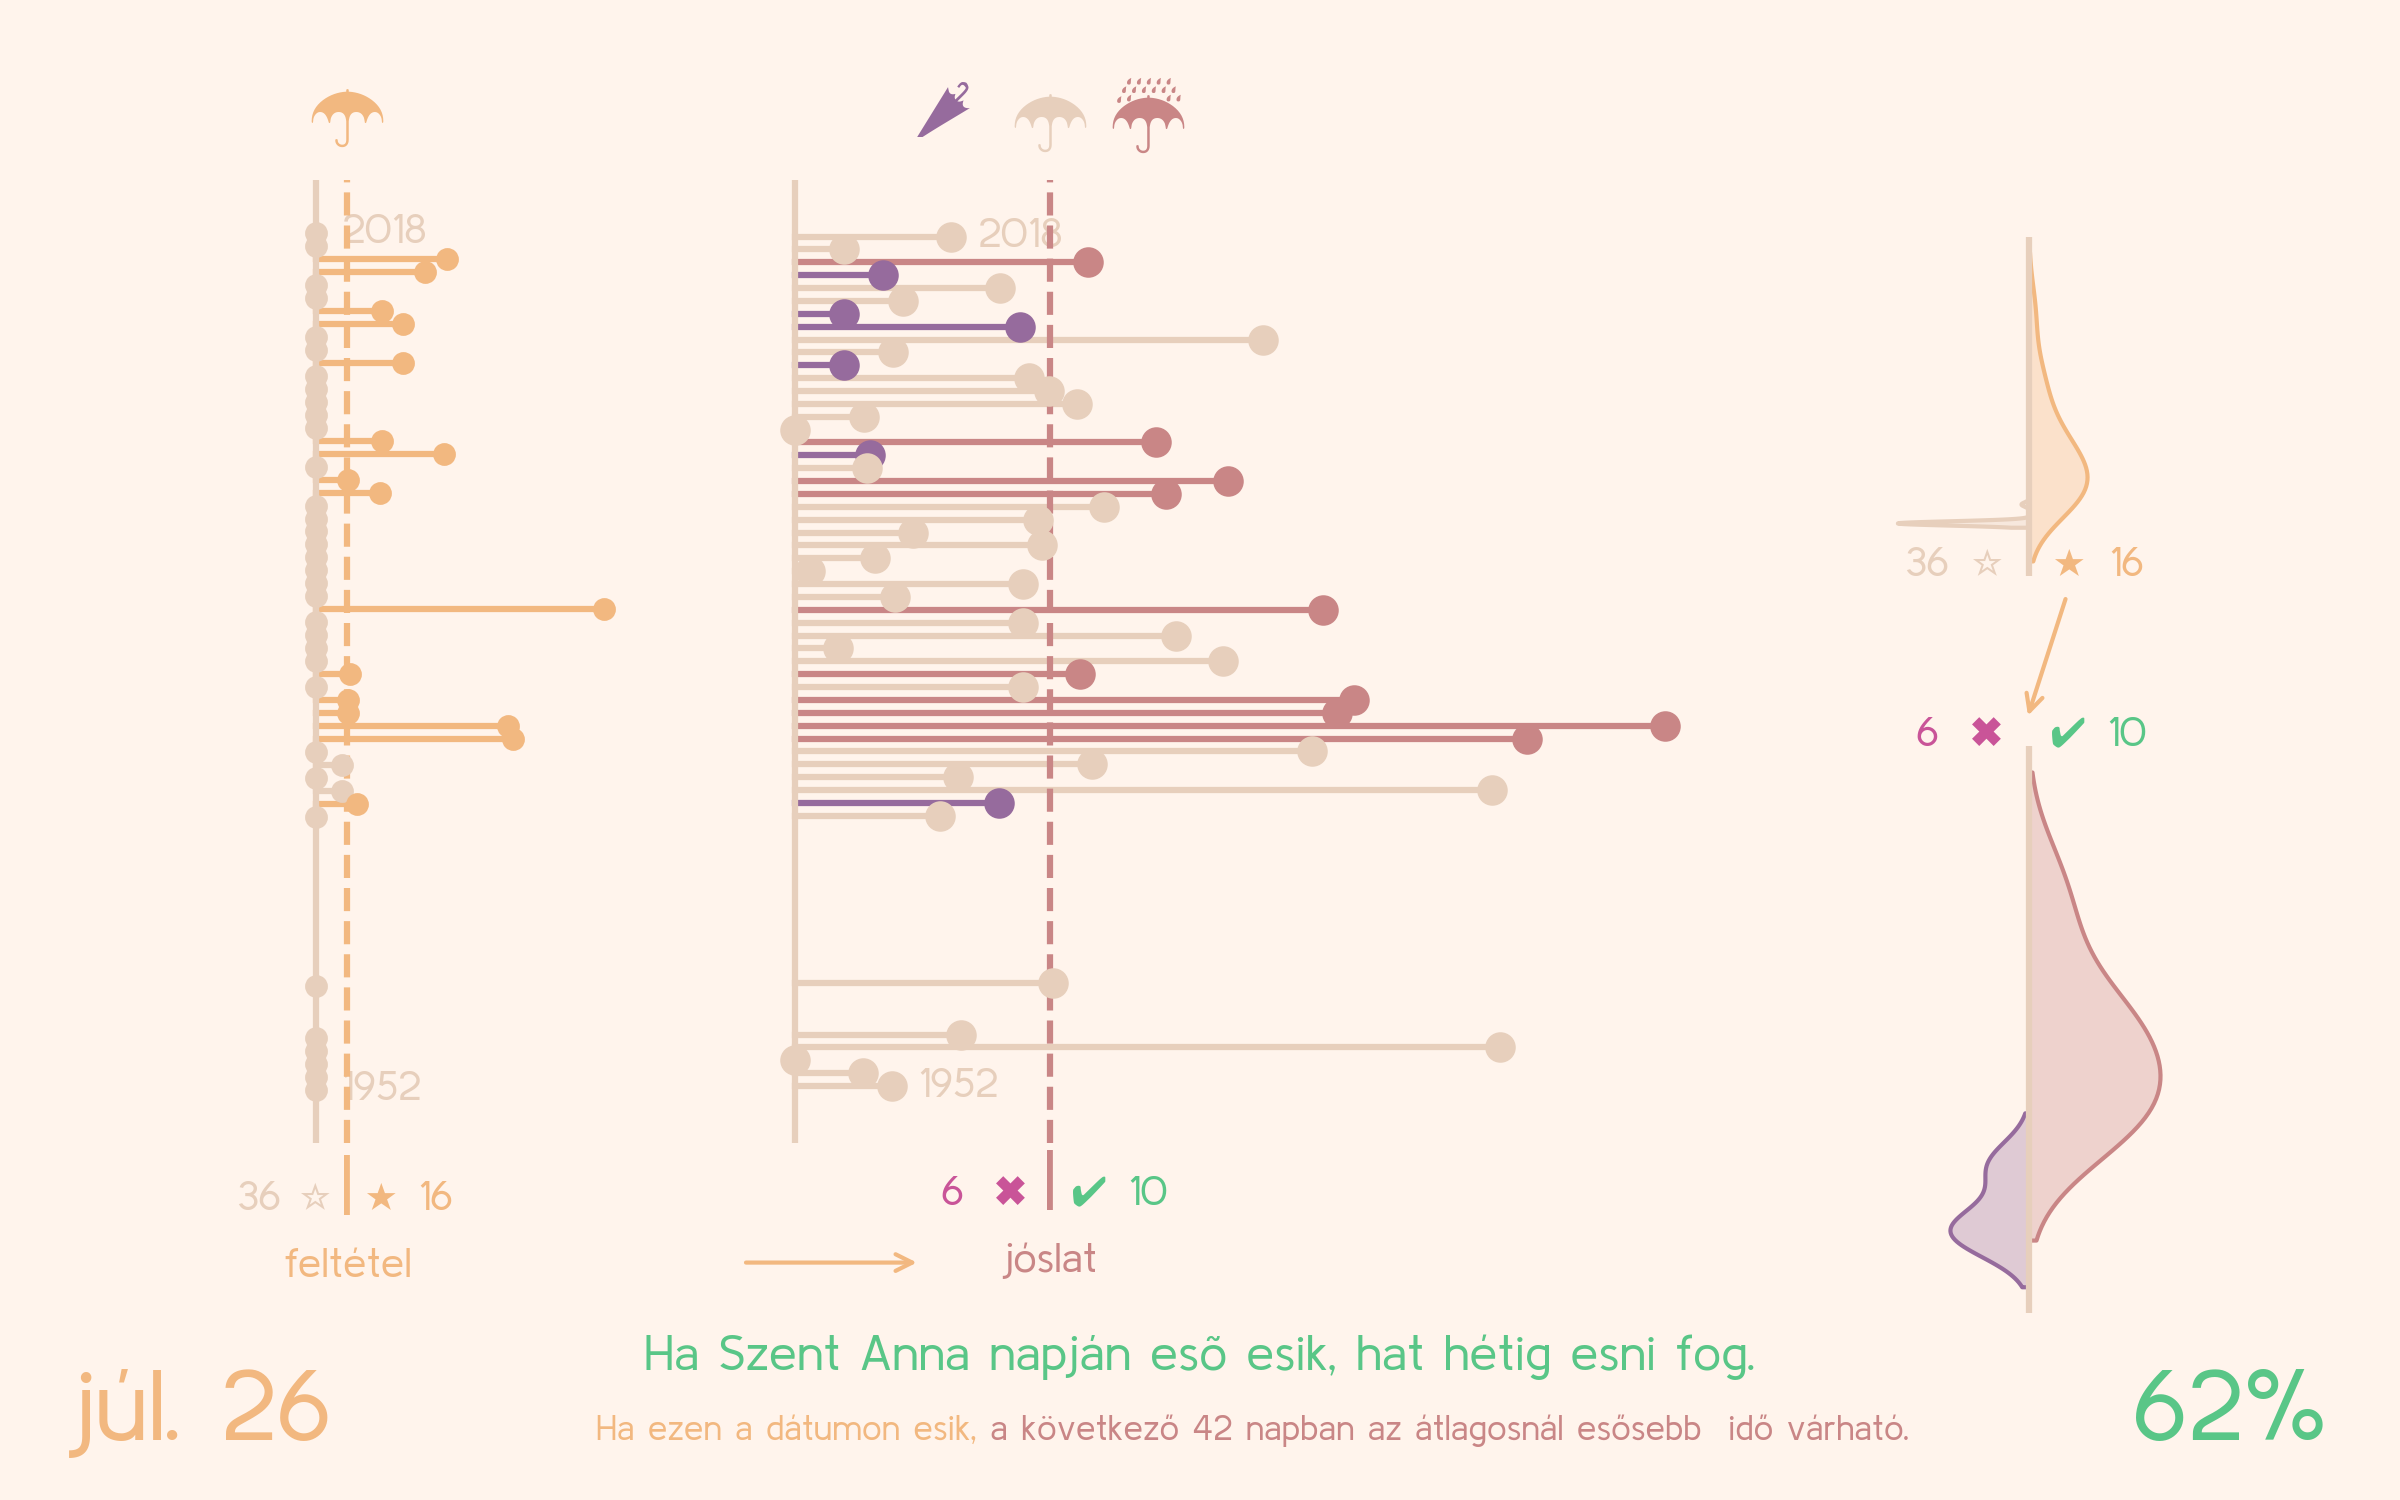 2018
2018
36 ☆ ★ 16
6 ✖ ✔ 10
1952
1952
36 ☆ ★ 16
6 ✖ ✔ 10
feltétel
jóslat
Ha Szent Anna napján esõ esik, hat hétig esni fog.
júl. 26
62%
Ha ezen a dátumon esik, a következő 42 napban az átlagosnál esősebb idő várható.